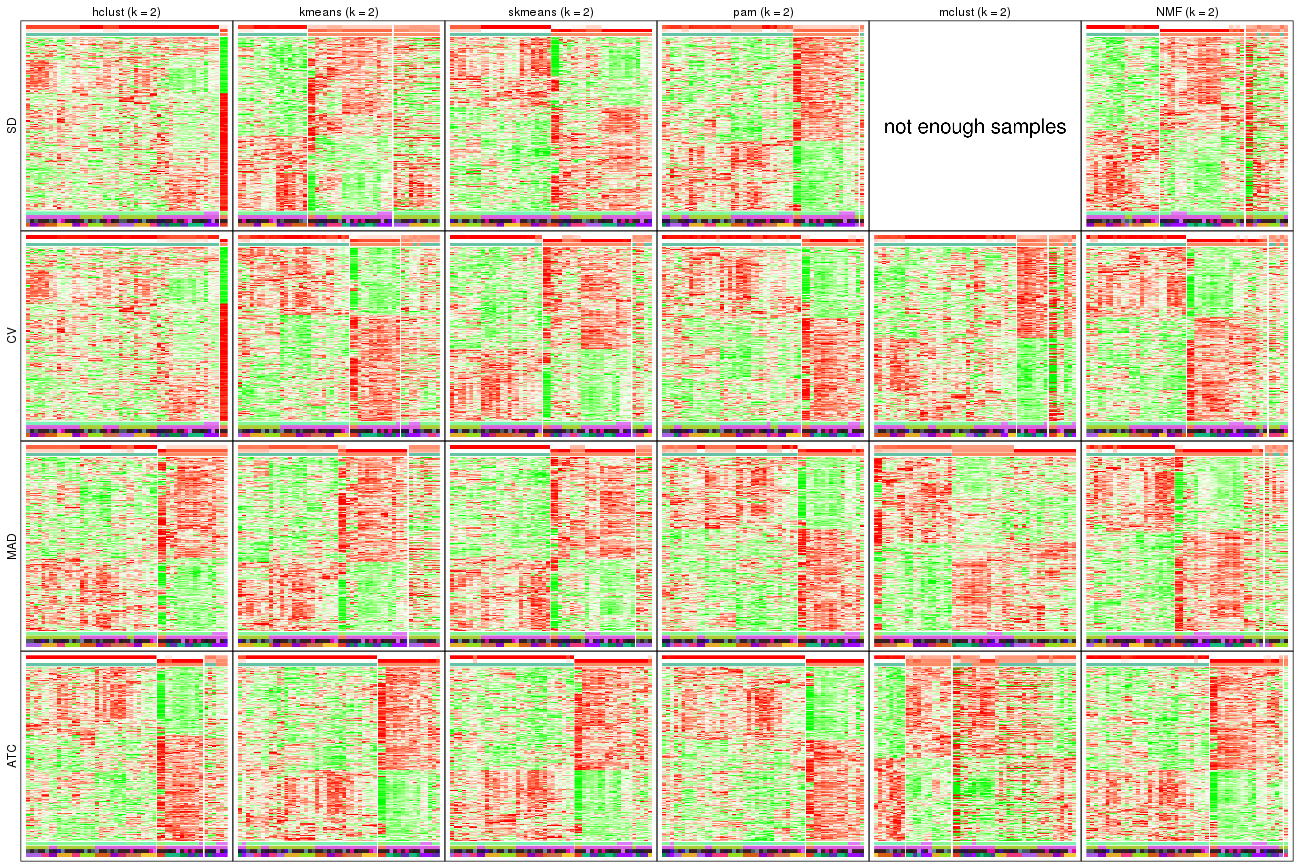 hclust (k = 2) kmeans (k = 2) skmeans (k = 2) pam (k = 2) mclust (k = 2) NMF (k = 2)
SD
not enough samples
CV
MAD
ATC